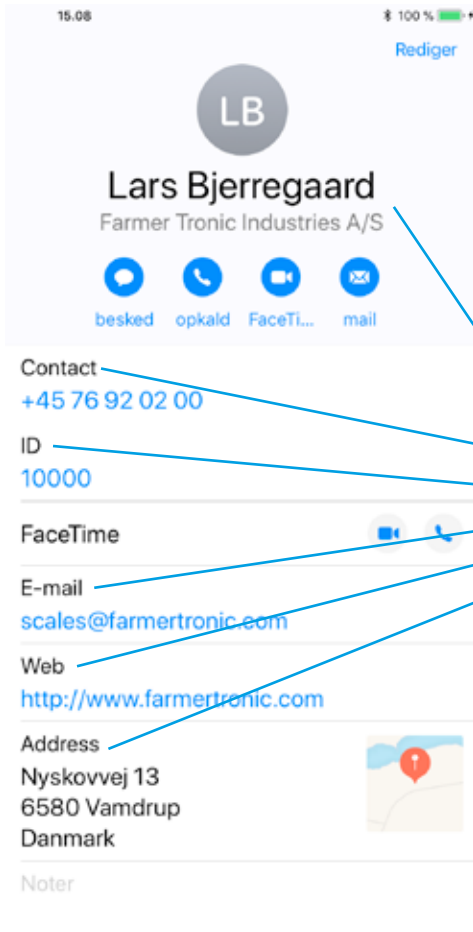 15.08
100 %
Rediger
LB
Lars Bjerregaard
Farmer Tronic Industries A/S
besked opkald FaceTi... mail
Contact
+45 76 92 02 00
ID
10000
FaceTime
E-mail
scales@farmertronic.com
Web
http://www.farmertronic.com
Address
Nyskovvej 13
6580 Vamdrup
Danmark
Noter